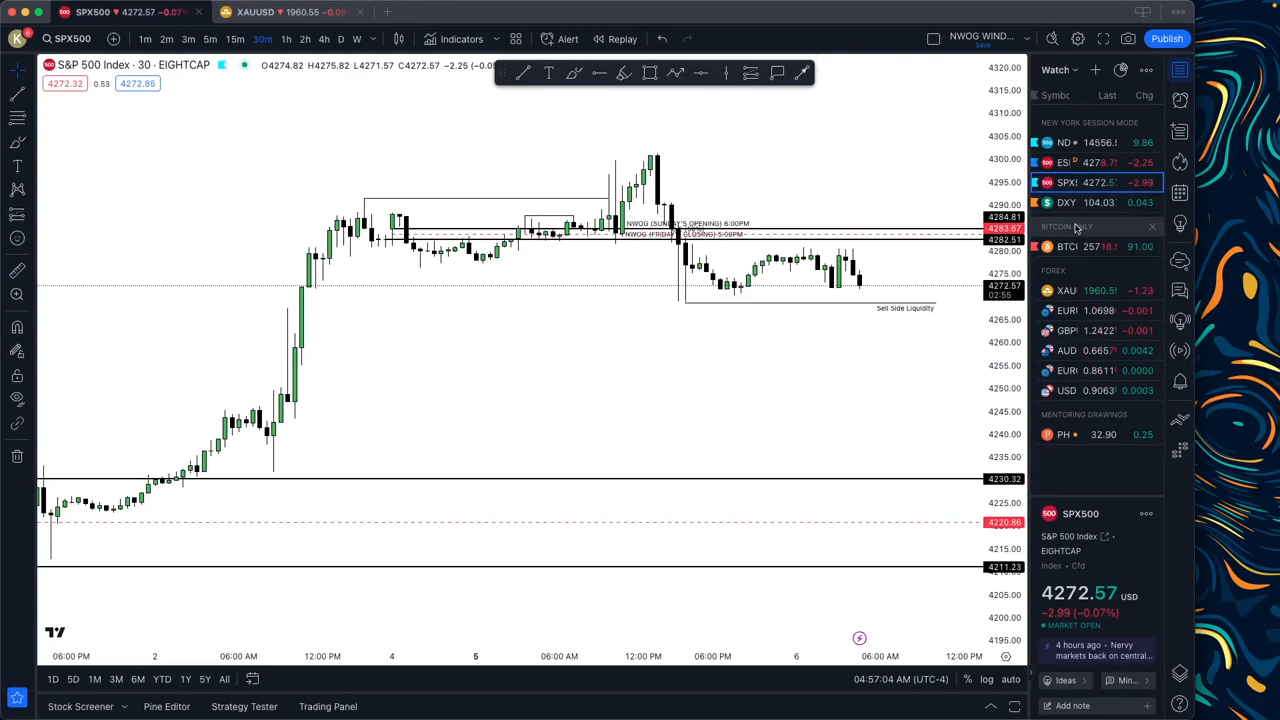 SPX500 ▼ 4272.57 −0.07%
XAUUSD ▼ 1960.55 −0.0
K
SPX500
1m 2m 3m 5m 15m 30m 1h 2h 4h D W
Indicators
Alert
Replay
NWOG WIND...
Save
Publish
S&P 500 Index · 30 · EIGHTCAP
O4274.82 H4275.82 L4271.57 C4272.57 −2.25
4272.32 0.53 4272.85
NWOG (SUNDAY'S OPENING) 6:00PM
NWOG (FRIDAY'S CLOSING) 5:00PM
Sell Side Liquidity
4320.00
4315.00
4310.00
4305.00
4300.00
4295.00
4290.00
4284.81
4283.67
4282.51
4280.00
4275.00
4272.57
02:55
4265.00
4260.00
4255.00
4250.00
4245.00
4240.00
4235.00
4230.32
4225.00
4220.86
4215.00
4211.23
4205.00
4200.00
4195.00
06:00 PM 2 06:00 AM 12:00 PM 4 5 06:00 AM 12:00 PM 06:00 PM 6 06:00 AM 12:00 PM
1D 5D 1M 3M 6M YTD 1Y 5Y All
04:57:04 AM (UTC-4) % log auto
Stock Screener Pine Editor Strategy Tester Trading Panel
Watch
Symbc Last Chg
NEW YORK SESSION MODE
ND 14556. 9.86
ES 4278.7 −2.25
SPX 4272.5 −2.99
DXY 104.03 0.043
BITCOIN ONLY
BTC 25718. 91.00
FOREX
XAU 1960.5 −1.23
EUR 1.0698 −0.001
GBP 1.2422 −0.001
AUD 0.6657 0.0042
EUR 0.8611 0.0000
USD 0.9063 0.0003
MENTORING DRAWINGS
PH 32.90 0.25
SPX500
S&P 500 Index
EIGHTCAP
Index • Cfd
4272.57 USD
−2.99 (−0.07%)
MARKET OPEN
4 hours ago • Nervy
markets back on central...
Ideas
Min...
Add note